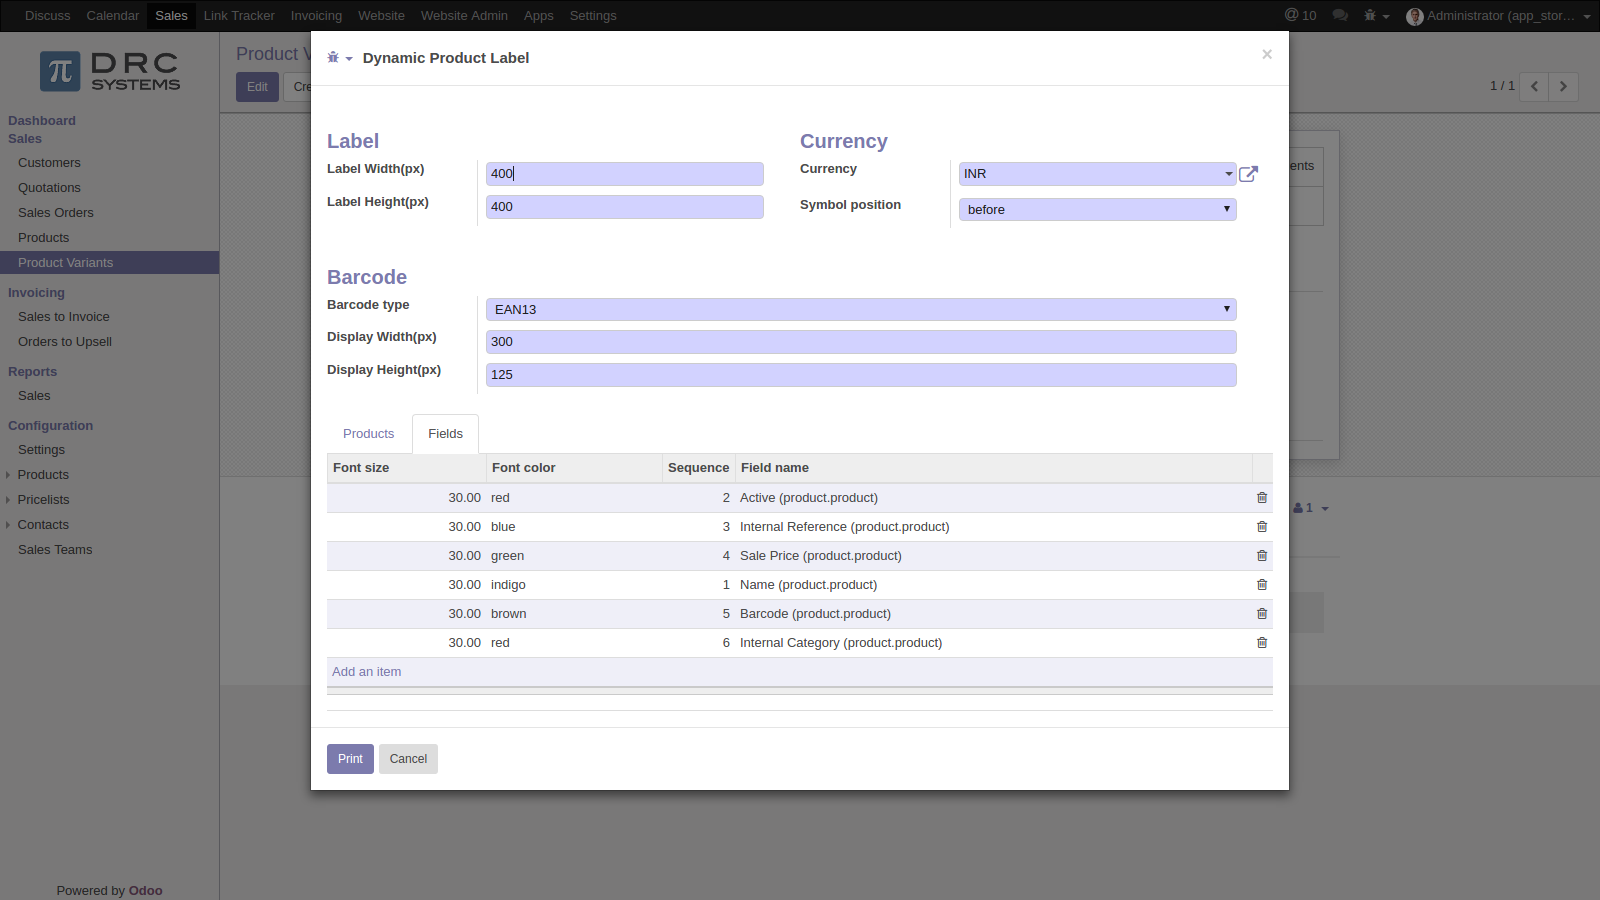 Discuss Calendar Sales Link Tracker Invoicing Website Website Admin Apps Settings @ 10 Administrator (app_stor...
π DRC
SYSTEMS
Dashboard
Sales
Customers
Quotations
Sales Orders
Products
Product Variants
Invoicing
Sales to Invoice
Orders to Upsell
Reports
Sales
Configuration
Settings
Products
Pricelists
Contacts
Sales Teams
Powered by Odoo
Product V
Edit Cre
1 / 1
ents
1
Dynamic Product Label ×
Label
Label Width(px) 400
Label Height(px) 400
Currency
Currency INR
Symbol position before
Barcode
Barcode type EAN13
Display Width(px) 300
Display Height(px) 125
Products Fields
Font size Font color Sequence Field name
30.00 red 2 Active (product.product)
30.00 blue 3 Internal Reference (product.product)
30.00 green 4 Sale Price (product.product)
30.00 indigo 1 Name (product.product)
30.00 brown 5 Barcode (product.product)
30.00 red 6 Internal Category (product.product)
Add an item
Print Cancel